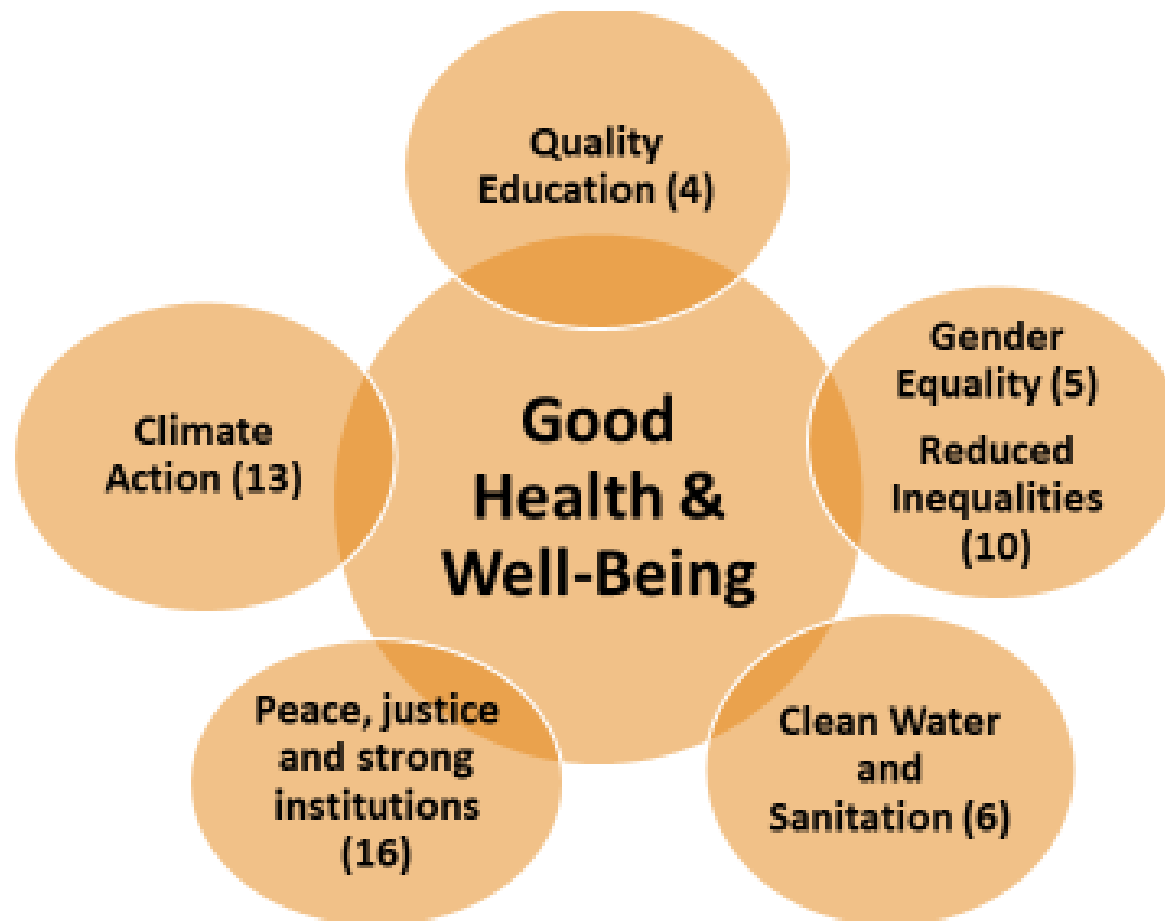 Quality
Education (4)
Gender
Equality (5)
Reduced
Inequalities
(10)
Climate
Action (13)
Good
Health &
Well-Being
Peace, justice
and strong
institutions
(16)
Clean Water
and
Sanitation (6)